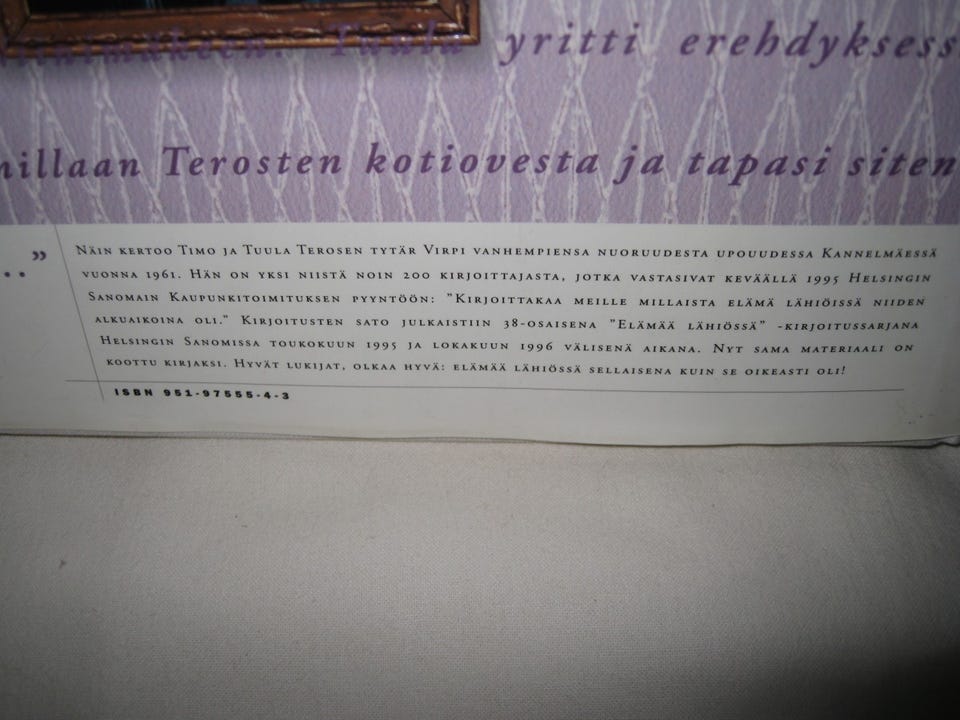 Tuula yritti erehdyksess
millaan Terosten kotiovesta ja tapasi siten
..”
Näin kertoo Timo ja Tuula Terosen tytär Virpi vanhempiensa nuoruudesta upouudessa Kannelmäessä
vuonna 1961. Hän on yksi niistä noin 200 kirjoittajasta, jotka vastasivat keväällä 1995 Helsingin
Sanomain Kaupunkitoimituksen pyyntöön: ”Kirjoittakaa meille millaista elämä lähiöissä niiden
alkuaikoina oli.” Kirjoitusten sato julkaistiin 38-osaisena ”Elämää lähiössä” -kirjoitussarjana
Helsingin Sanomissa toukokuun 1995 ja lokakuun 1996 välisenä aikana. Nyt sama materiaali on
koottu kirjaksi. Hyvät lukijat, olkaa hyvä: elämää lähiössä sellaisena kuin se oikeasti oli!
ISBN 951-97555-4-3